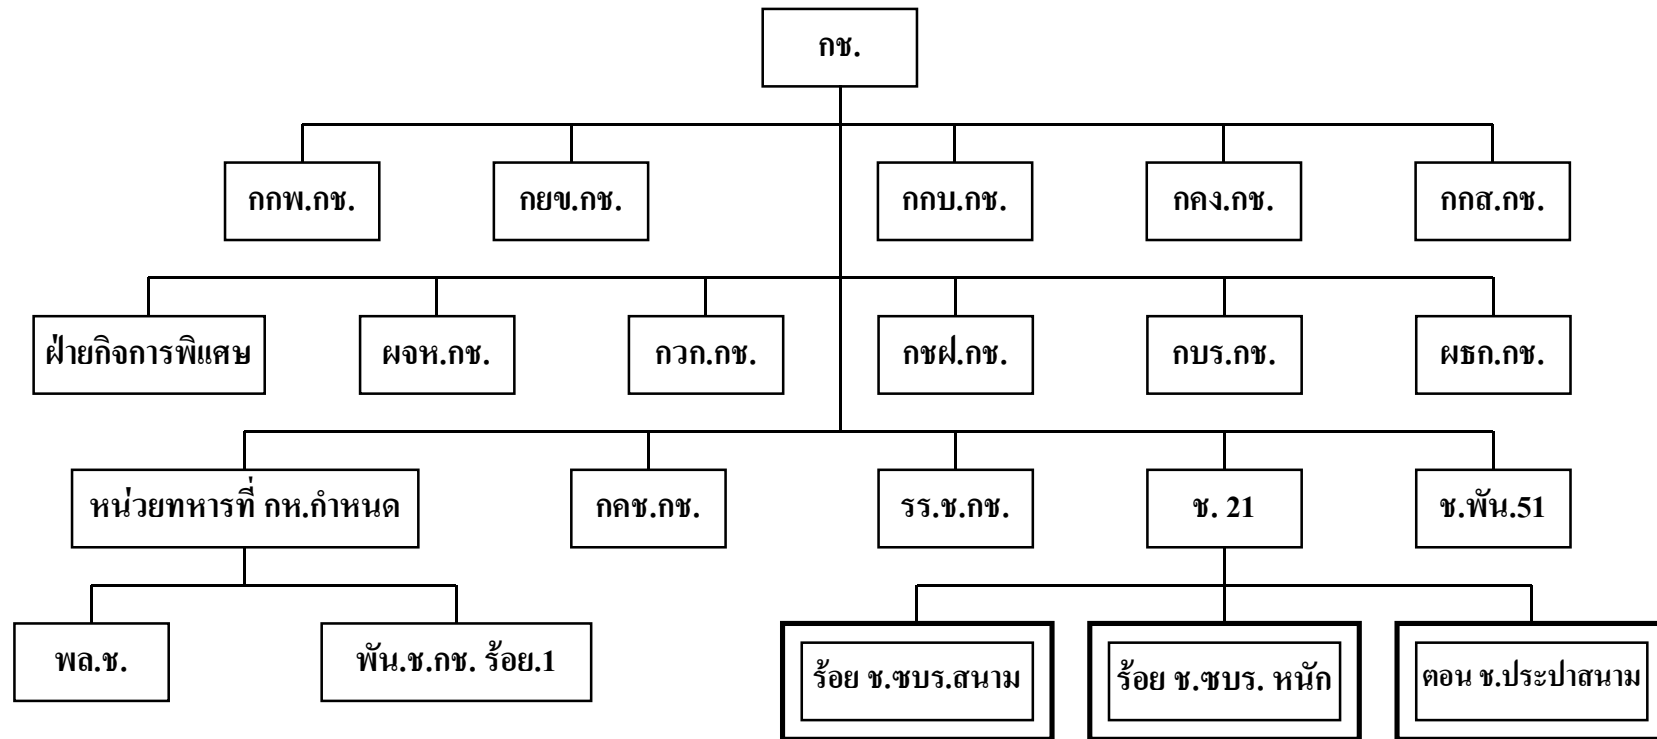 กช.
กกพ.กช.
กยข.กช.
กกบ.กช.
กคง.กช.
กกส.กช.
ฝ่ายกิจการพิแศษ
ผจห.กช.
กวก.กช.
กชฝ.กช.
กบร.กช.
ผธก.กช.
หน่วยทหารที่ กห.กำหนด
กคช.กช.
รร.ช.กช.
ช. 21
ช.พัน.51
พล.ช.
พัน.ช.กช. ร้อย.1
ร้อย ช.ซบร.สนาม
ร้อย ช.ซบร. หนัก
ตอน ช.ประปาสนาม